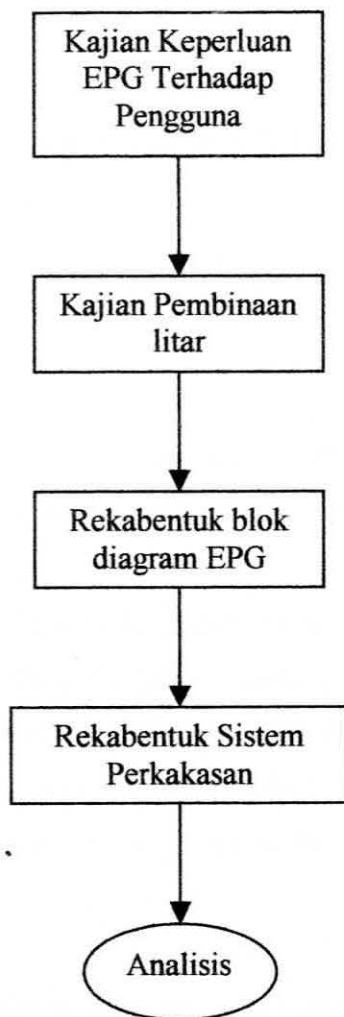 Kajian Keperluan
EPG Terhadap
Pengguna
Kajian Pembinaan
litar
Rekabentuk blok
diagram EPG
Rekabentuk Sistem
Perkakasan
Analisis